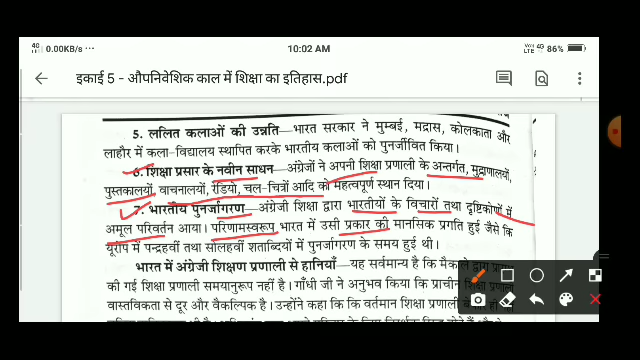 4G 0.00KB/s ··· 10:02 AM VoV LTE 4G 86%
इकाई 5 - औपनिवेशिक काल में शिक्षा का इतिहास.pdf
5. ललित कलाओं की उन्नति—भारत सरकार ने मुम्बई, मद्रास, कोलकाता और
लाहौर में कला-विद्यालय स्थापित करके भारतीय कलाओं को पुनर्जीवित किया।
6. शिक्षा प्रसार के नवीन साधन—अंग्रेजों ने अपनी शिक्षा प्रणाली के अन्तर्गत, मुद्रणालयों,
पुस्तकालयों, वाचनालयों, रेडियो, चल-चित्रों आदि को महत्वपूर्ण स्थान दिया।
7. भारतीय पुनर्जागरण—अंग्रेजी शिक्षा द्वारा भारतीयों के विचारों तथा दृष्टिकोणों में
अमूल परिवर्तन आया। परिणामस्वरूप भारत में उसी प्रकार की मानसिक प्रगति हुई जैसे कि
यूरोप में पन्द्रहवीं तथा सोलहवीं शताब्दियों में पुनर्जागरण के समय हुई थी।
भारत में अंग्रेजी शिक्षण प्रणाली से हानियाँ—यह सर्वमान्य है कि मैकाले द्वारा
की गई शिक्षा प्रणाली समयानुरूप नहीं है। गाँधी जी ने अनुभव किया कि प्राचीन
वास्तविकता से दूर और वैकल्पिक है। उन्होंने कहा कि वर्तमान शिक्षा प्रणाली